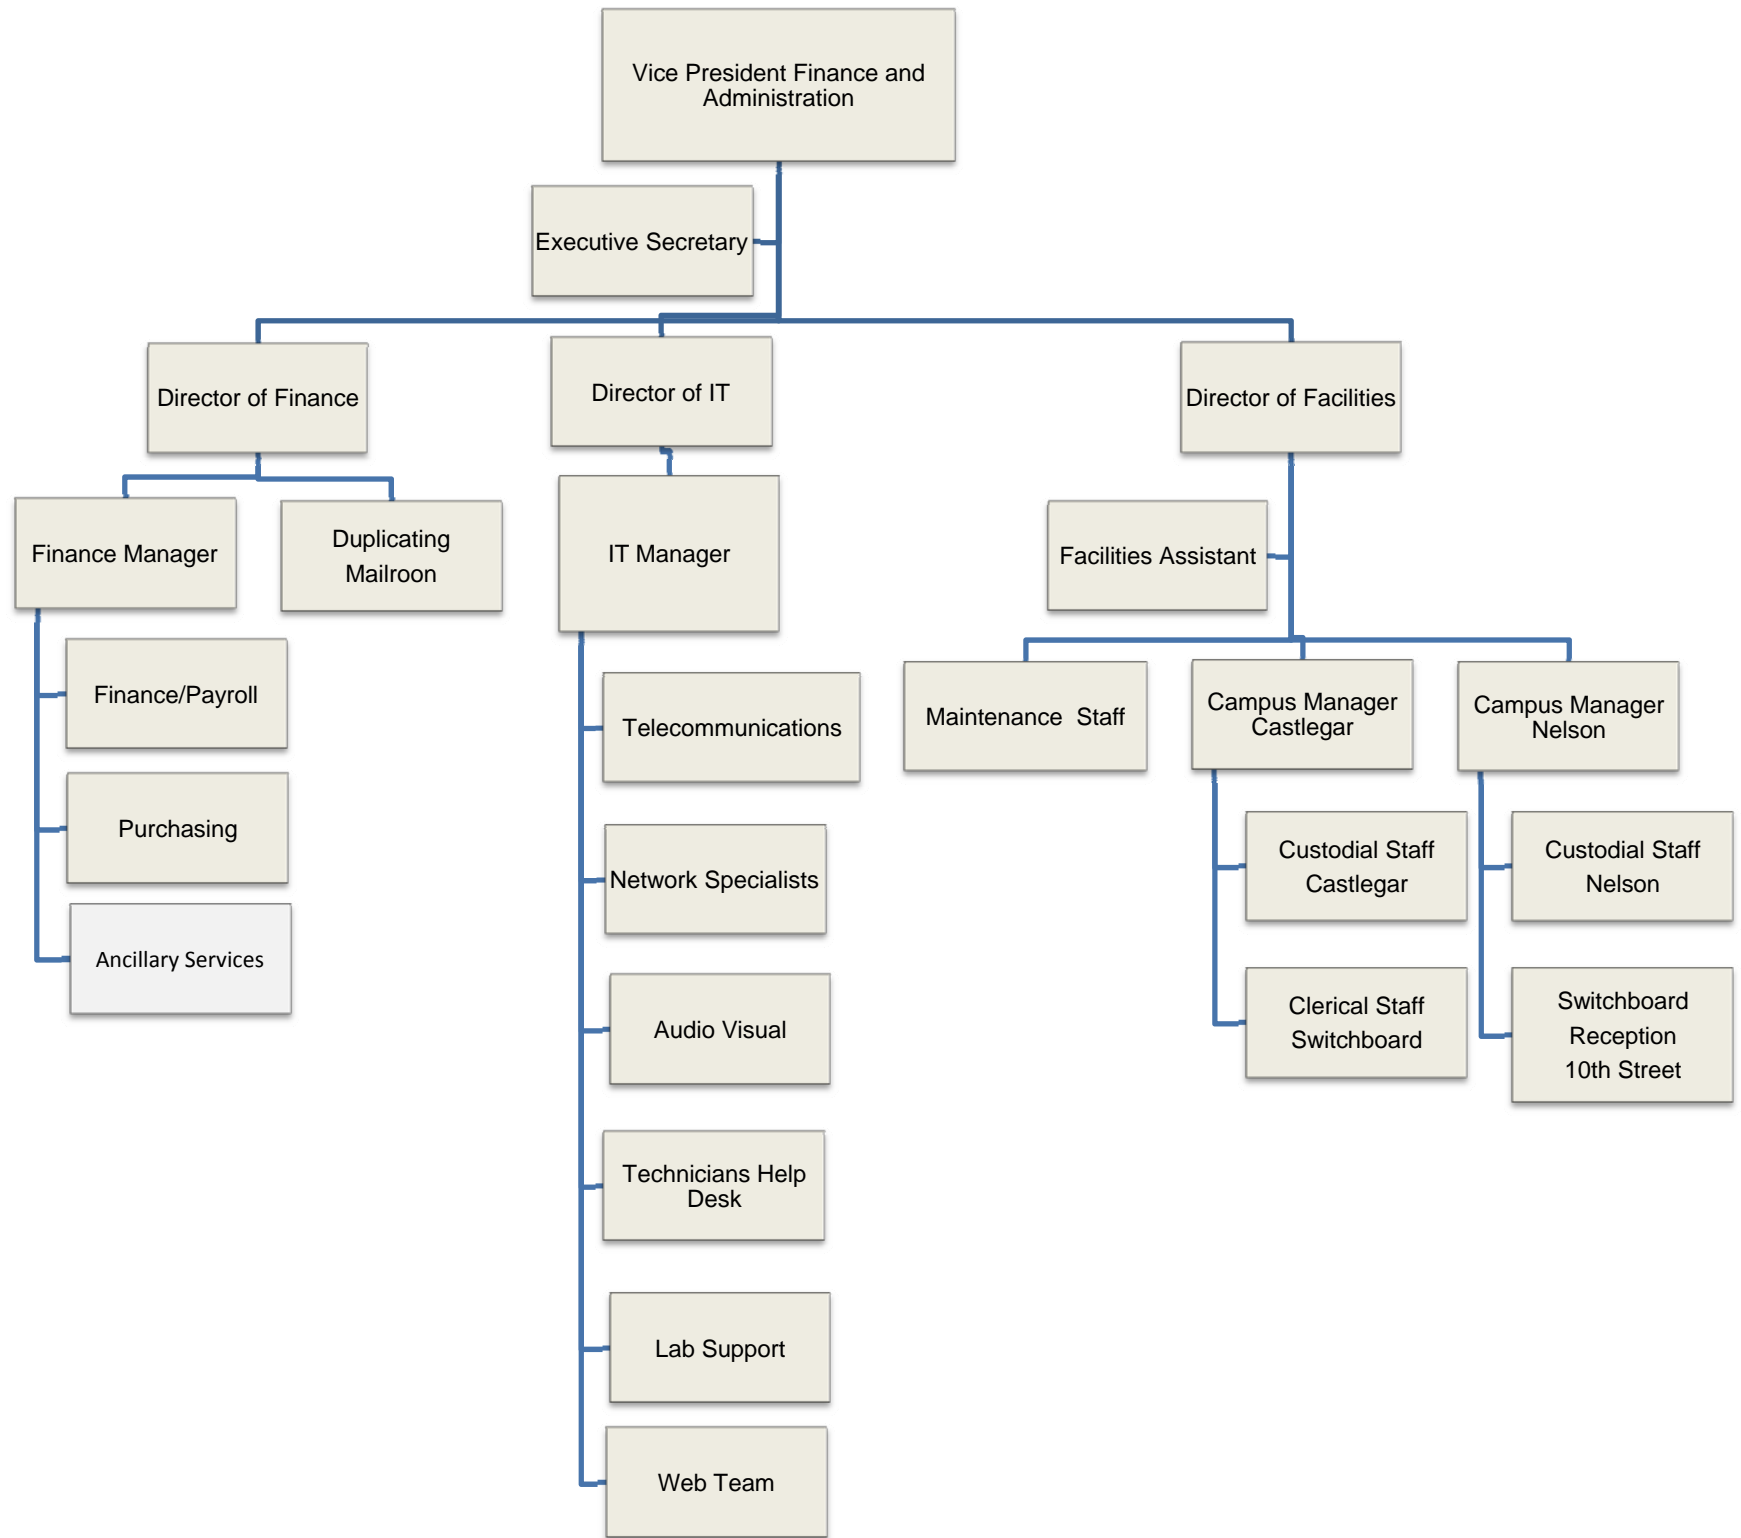 Vice President Finance and
Administration
Executive Secretary
Director of Finance
Director of IT
Director of Facilities
Finance Manager
Duplicating
Mailroon
IT Manager
Facilities Assistant
Finance/Payroll
Purchasing
Ancillary Services
Telecommunications
Network Specialists
Audio Visual
Technicians Help
Desk
Lab Support
Web Team
Maintenance  Staff
Campus Manager
Castlegar
Campus Manager
Nelson
Custodial Staff
Castlegar
Clerical Staff
Switchboard
Custodial Staff
Nelson
Switchboard
Reception
10th Street